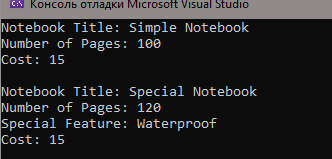 Консоль отладки Microsoft Visual Studio
Notebook Title: Simple Notebook
Number of Pages: 100
Cost: 15
Notebook Title: Special Notebook
Number of Pages: 120
Special Feature: Waterproof
Cost: 15